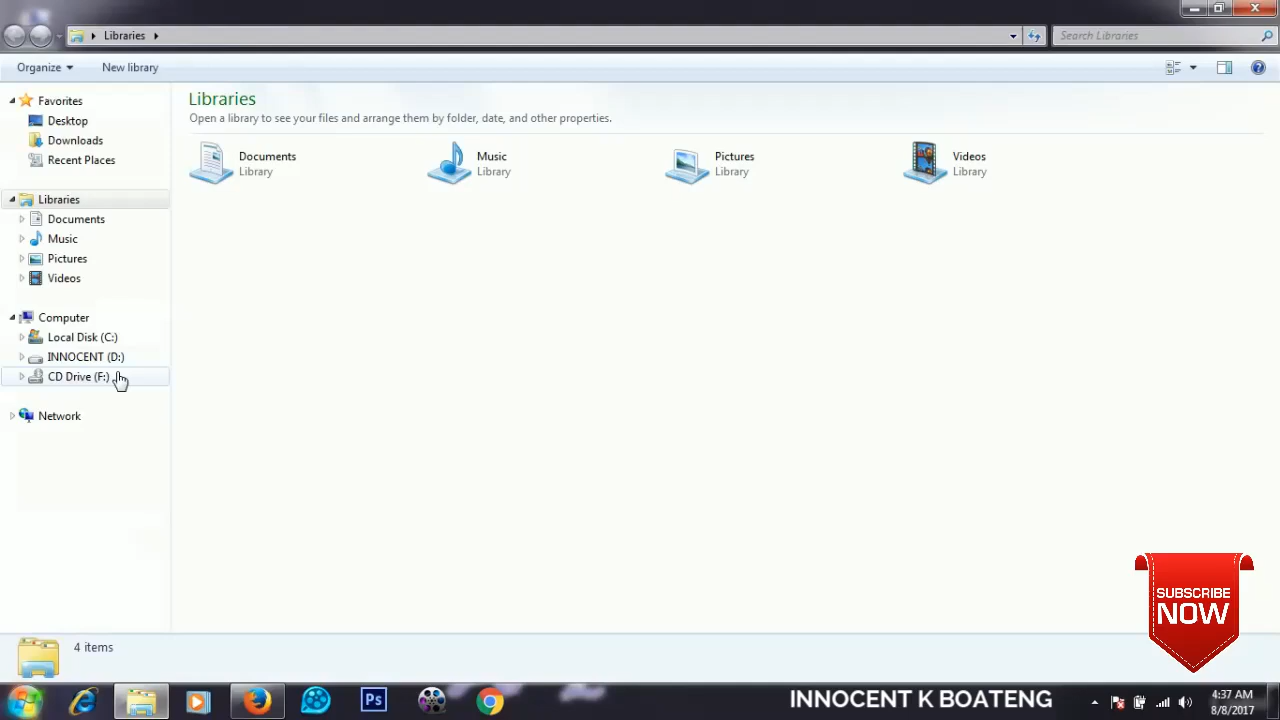 Libraries
Search Libraries
Organize
New library
Favorites
Desktop
Downloads
Recent Places
Libraries
Documents
Music
Pictures
Videos
Computer
Local Disk (C:)
INNOCENT (D:)
CD Drive (F:)
Network
Libraries
Open a library to see your files and arrange them by folder, date, and other properties.
Documents
Library
Music
Library
Pictures
Library
Videos
Library
4 items
SUBSCRIBE
NOW
Ps
INNOCENT K BOATENG
4:37 AM
8/8/2017